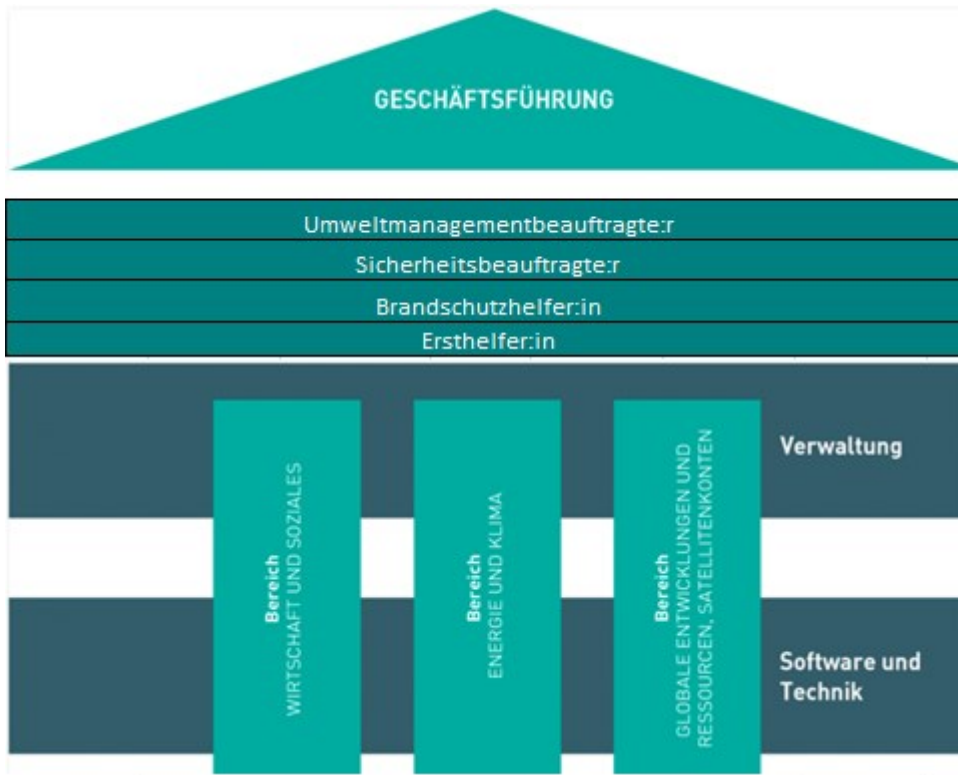 GESCHÄFTSFÜHRUNG
Umweltmanagementbeauftragte:r
Sicherheitsbeauftragte:r
Brandschutzhelfer:in
Ersthelfer:in
Bereich
WIRTSCHAFT UND SOZIALES
Bereich
ENERGIE UND KLIMA
Bereich
GLOBALE ENTWICKLUNGEN UND
RESSOURCEN, SATELLITENKONTEN
Verwaltung
Software und
Technik